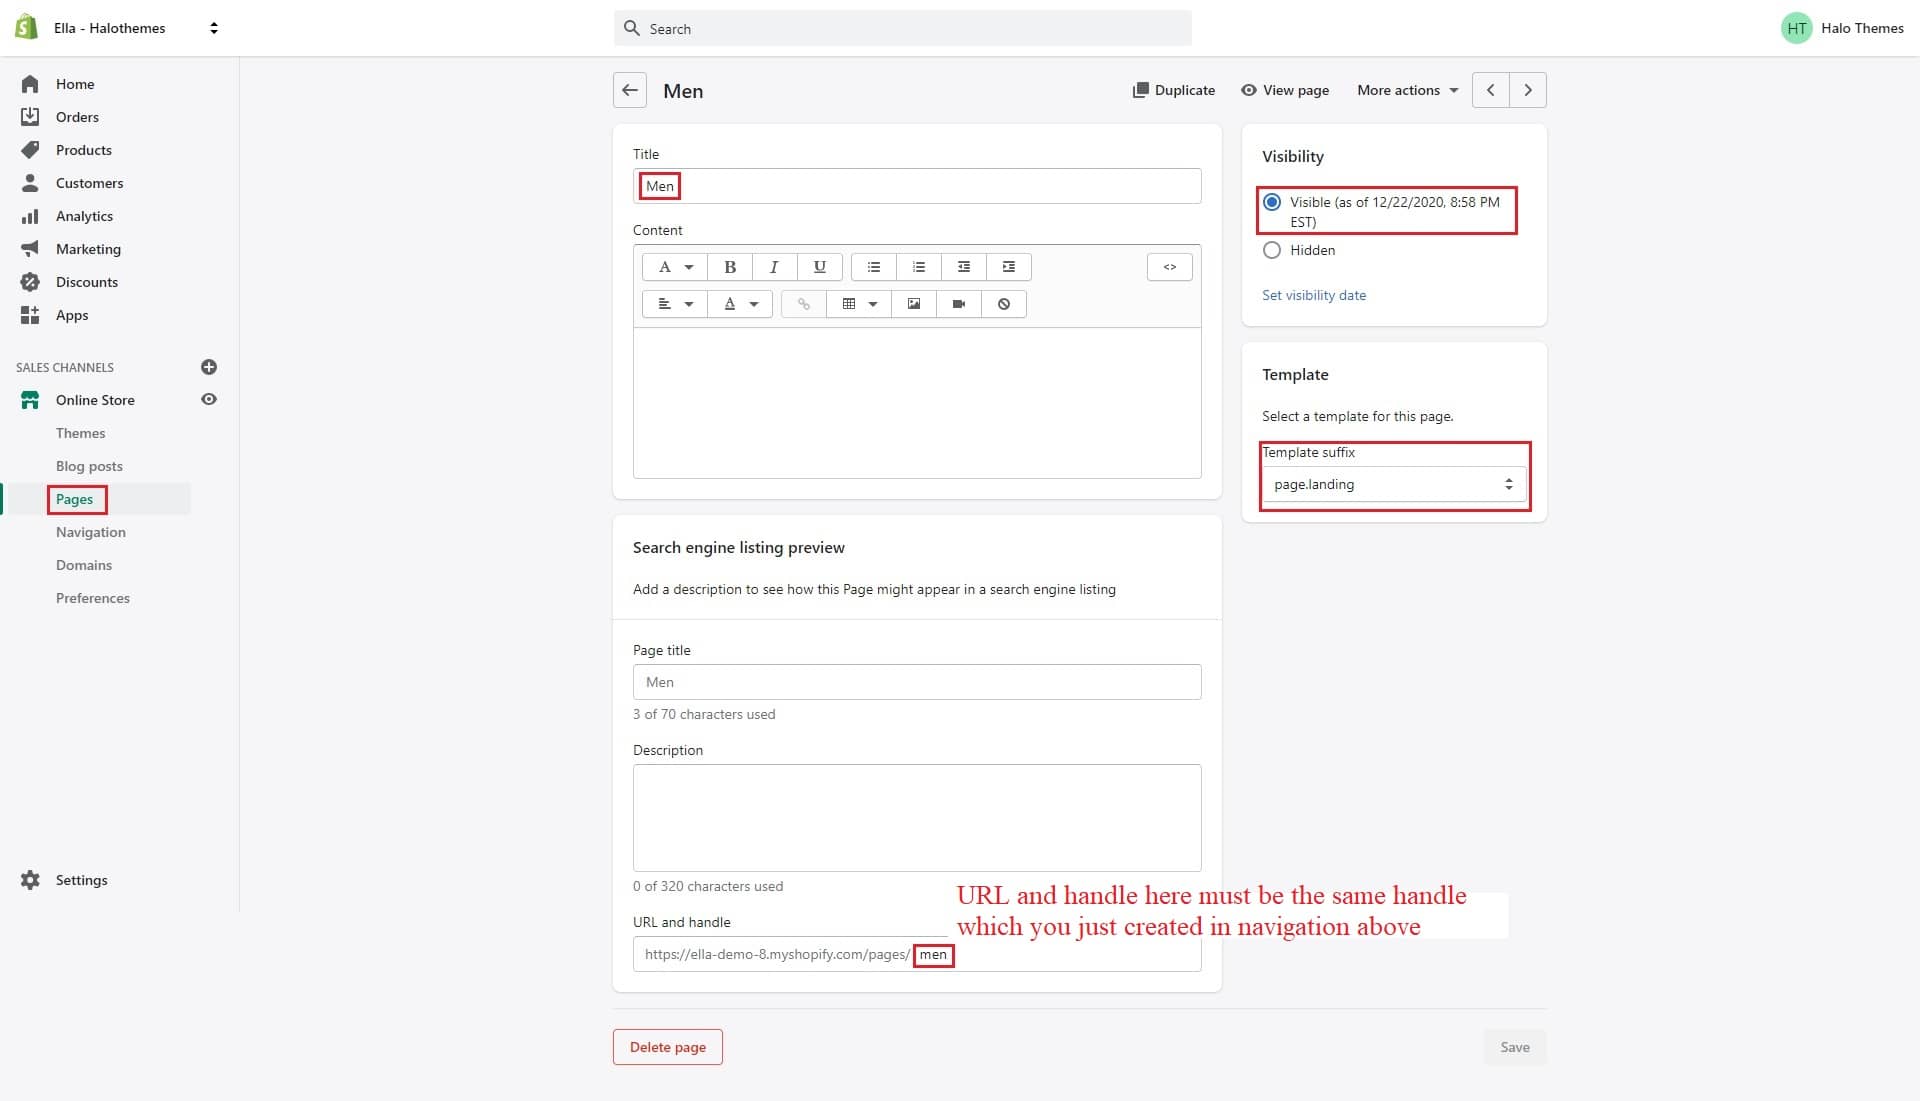 Ella - Halothemes
Search
HT Halo Themes
Home
Orders
Products
Customers
Analytics
Marketing
Discounts
Apps
SALES CHANNELS
Online Store
Themes
Blog posts
Pages
Navigation
Domains
Preferences
Settings
Men
Duplicate View page More actions
Title
Men
Content
A B I U <>
A
Search engine listing preview
Add a description to see how this Page might appear in a search engine listing
Page title
Men
3 of 70 characters used
Description
0 of 320 characters used
URL and handle
https://ella-demo-8.myshopify.com/pages/ men
URL and handle here must be the same handle
which you just created in navigation above
Visibility
Visible (as of 12/22/2020, 8:58 PM
EST)
Hidden
Set visibility date
Template
Select a template for this page.
Template suffix
page.landing
Delete page
Save